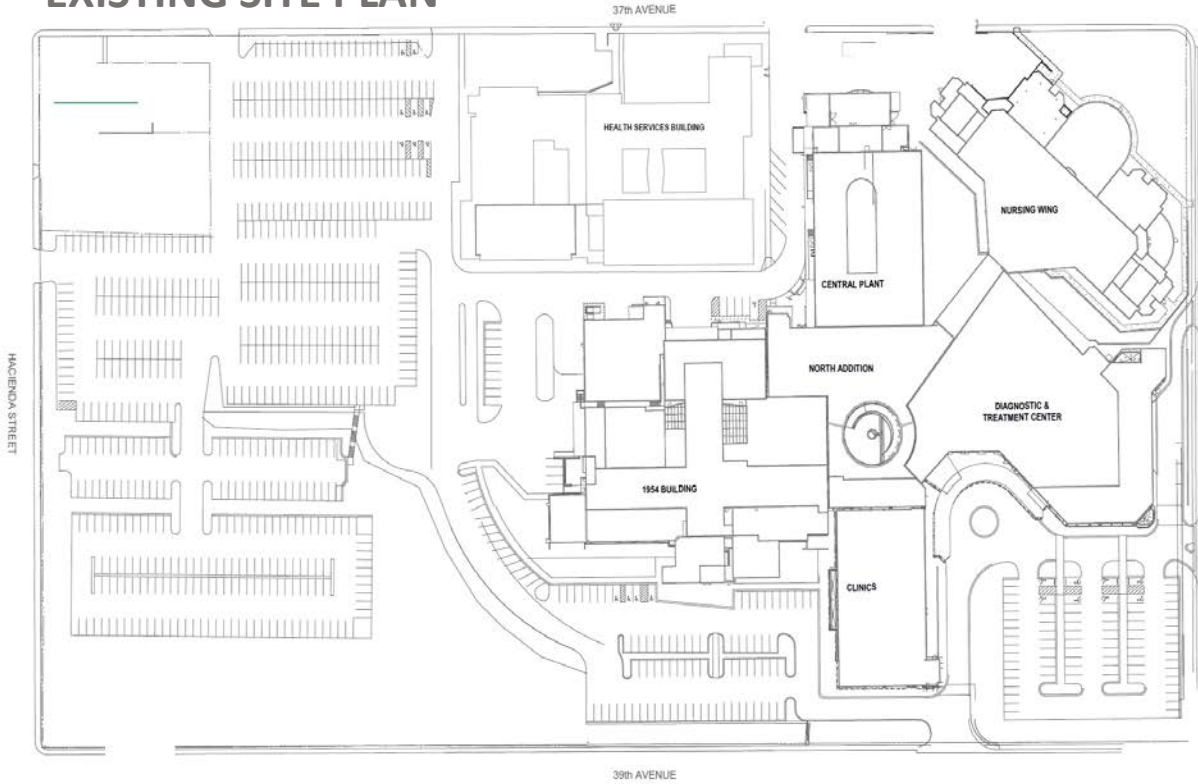 EXISTING SITE PLAN
37th AVENUE
HEALTH SERVICES BUILDING
NURSING WING
CENTRAL PLANT
HACIENDA STREET
NORTH ADDITION
DIAGNOSTIC &
TREATMENT CENTER
1954 BUILDING
CLINICS
39th AVENUE